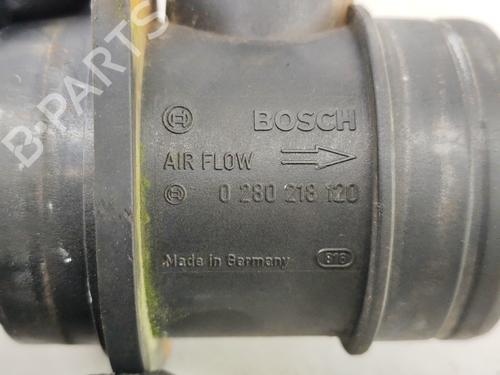 BOSCH
AIR FLOW
0 280 218 120
Made in Germany 816
B-PARTS